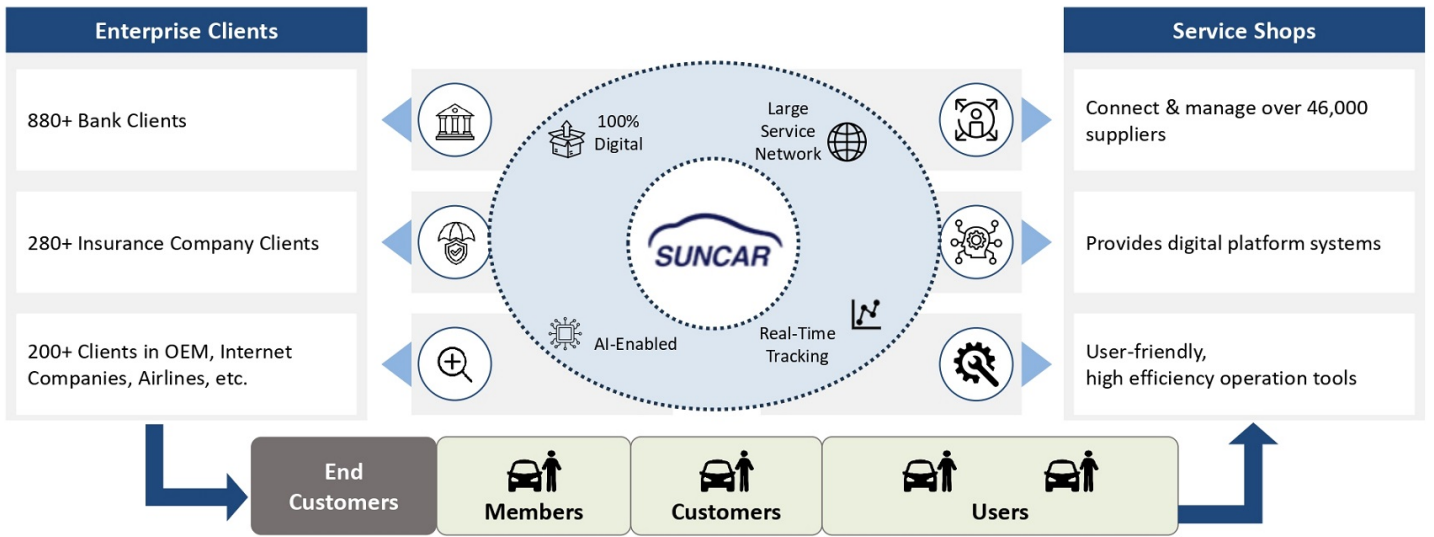 Enterprise Clients
880+ Bank Clients
280+ Insurance Company Clients
200+ Clients in OEM, Internet
Companies, Airlines, etc.
100%
Digital
Large
Service
Network
SUNCAR
AI-Enabled
Real-Time
Tracking
Service Shops
Connect & manage over 46,000
suppliers
Provides digital platform systems
User-friendly,
high efficiency operation tools
End
Customers
Members
Customers
Users